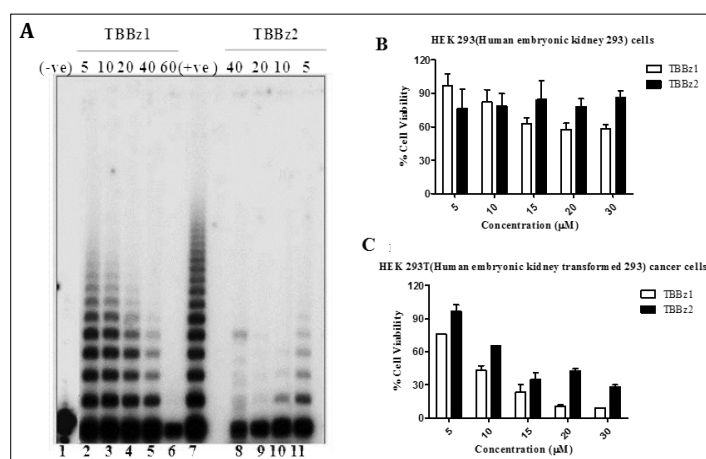 A
TBBz1 TBBz2
(-ve) 5 10 20 40 60 (+ve) 40 20 10 5
1 2 3 4 5 6 7 8 9 10 11
B
HEK 293(Human embryonic kidney 293) cells
% Cell Viability
120
90
60
30
0
TBBz1
TBBz2
5 10 15 20 30
Concentration (μM)
C
HEK 293T(Human embryonic kidney transformed 293) cancer cells
% Cell Viability
120
90
60
30
0
TBBz1
TBBz2
5 10 15 20 30
Concentration (μM)